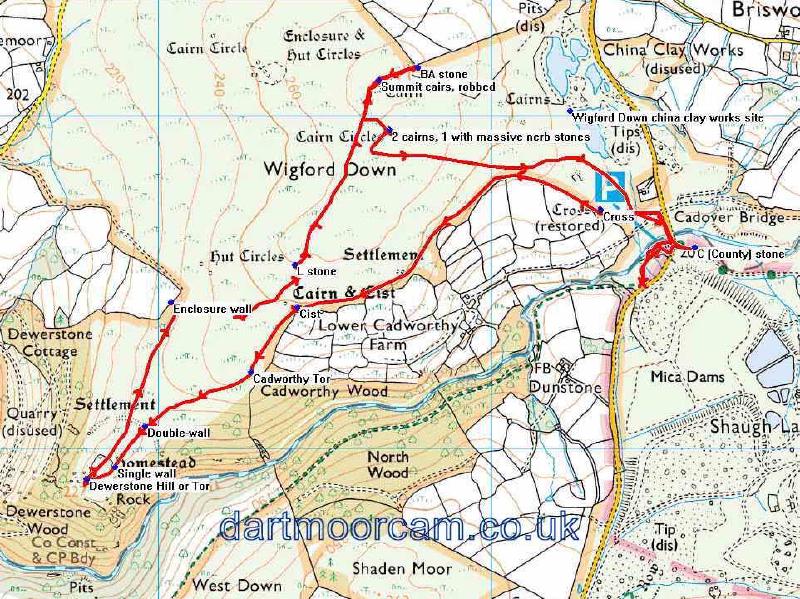 Pits
(dis)
Briswo
emoor
Enclosure &
Hut Circles
Cairn Circle
China Clay Works
(disused)
220
240
260
BA stone
Summit cairs, robbed
Cairn
202
Cairns
Wigford Down china clay works site
Cairn Circle
2 cairns, 1 with massive nerb stones
Tips
(dis)
Wigford Down
P
Cross
(restored)
Cross
Cadover Bridge
Hut Circles
Settlement
L stone
C (County) stone
Cairn & Cist
Enclosure wall
Cist
Lower Cadworthy
Farm
Dewerstone
Cottage
FB
Dunstone
Cadworthy Tor
Cadworthy Wood
Mica Dams
Quarry
(disused)
Settlement
Double wall
Shaugh La
Homestead
Single wall
Dewerstone Hill or Tor
Rock
North
Wood
Dewerstone
Wood
Co Const
& CP Bdy
dartmoorcam.co.uk
Tip
(dis)
Pits
West Down
Shaden Moor